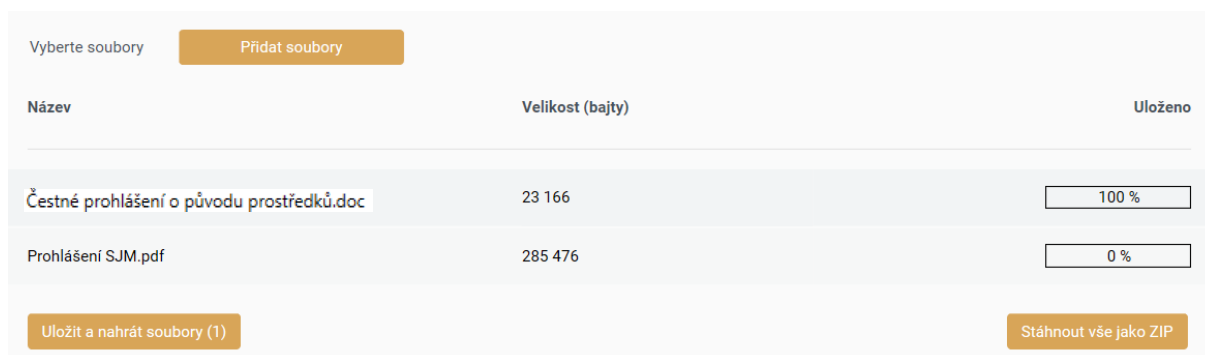 Vyberte soubory Přidat soubory
Název Velikost (bajty) Uloženo
Čestné prohlášení o původu prostředků.doc 23 166 100 %
Prohlášení SJM.pdf 285 476 0 %
Uložit a nahrát soubory (1) Stáhnout vše jako ZIP